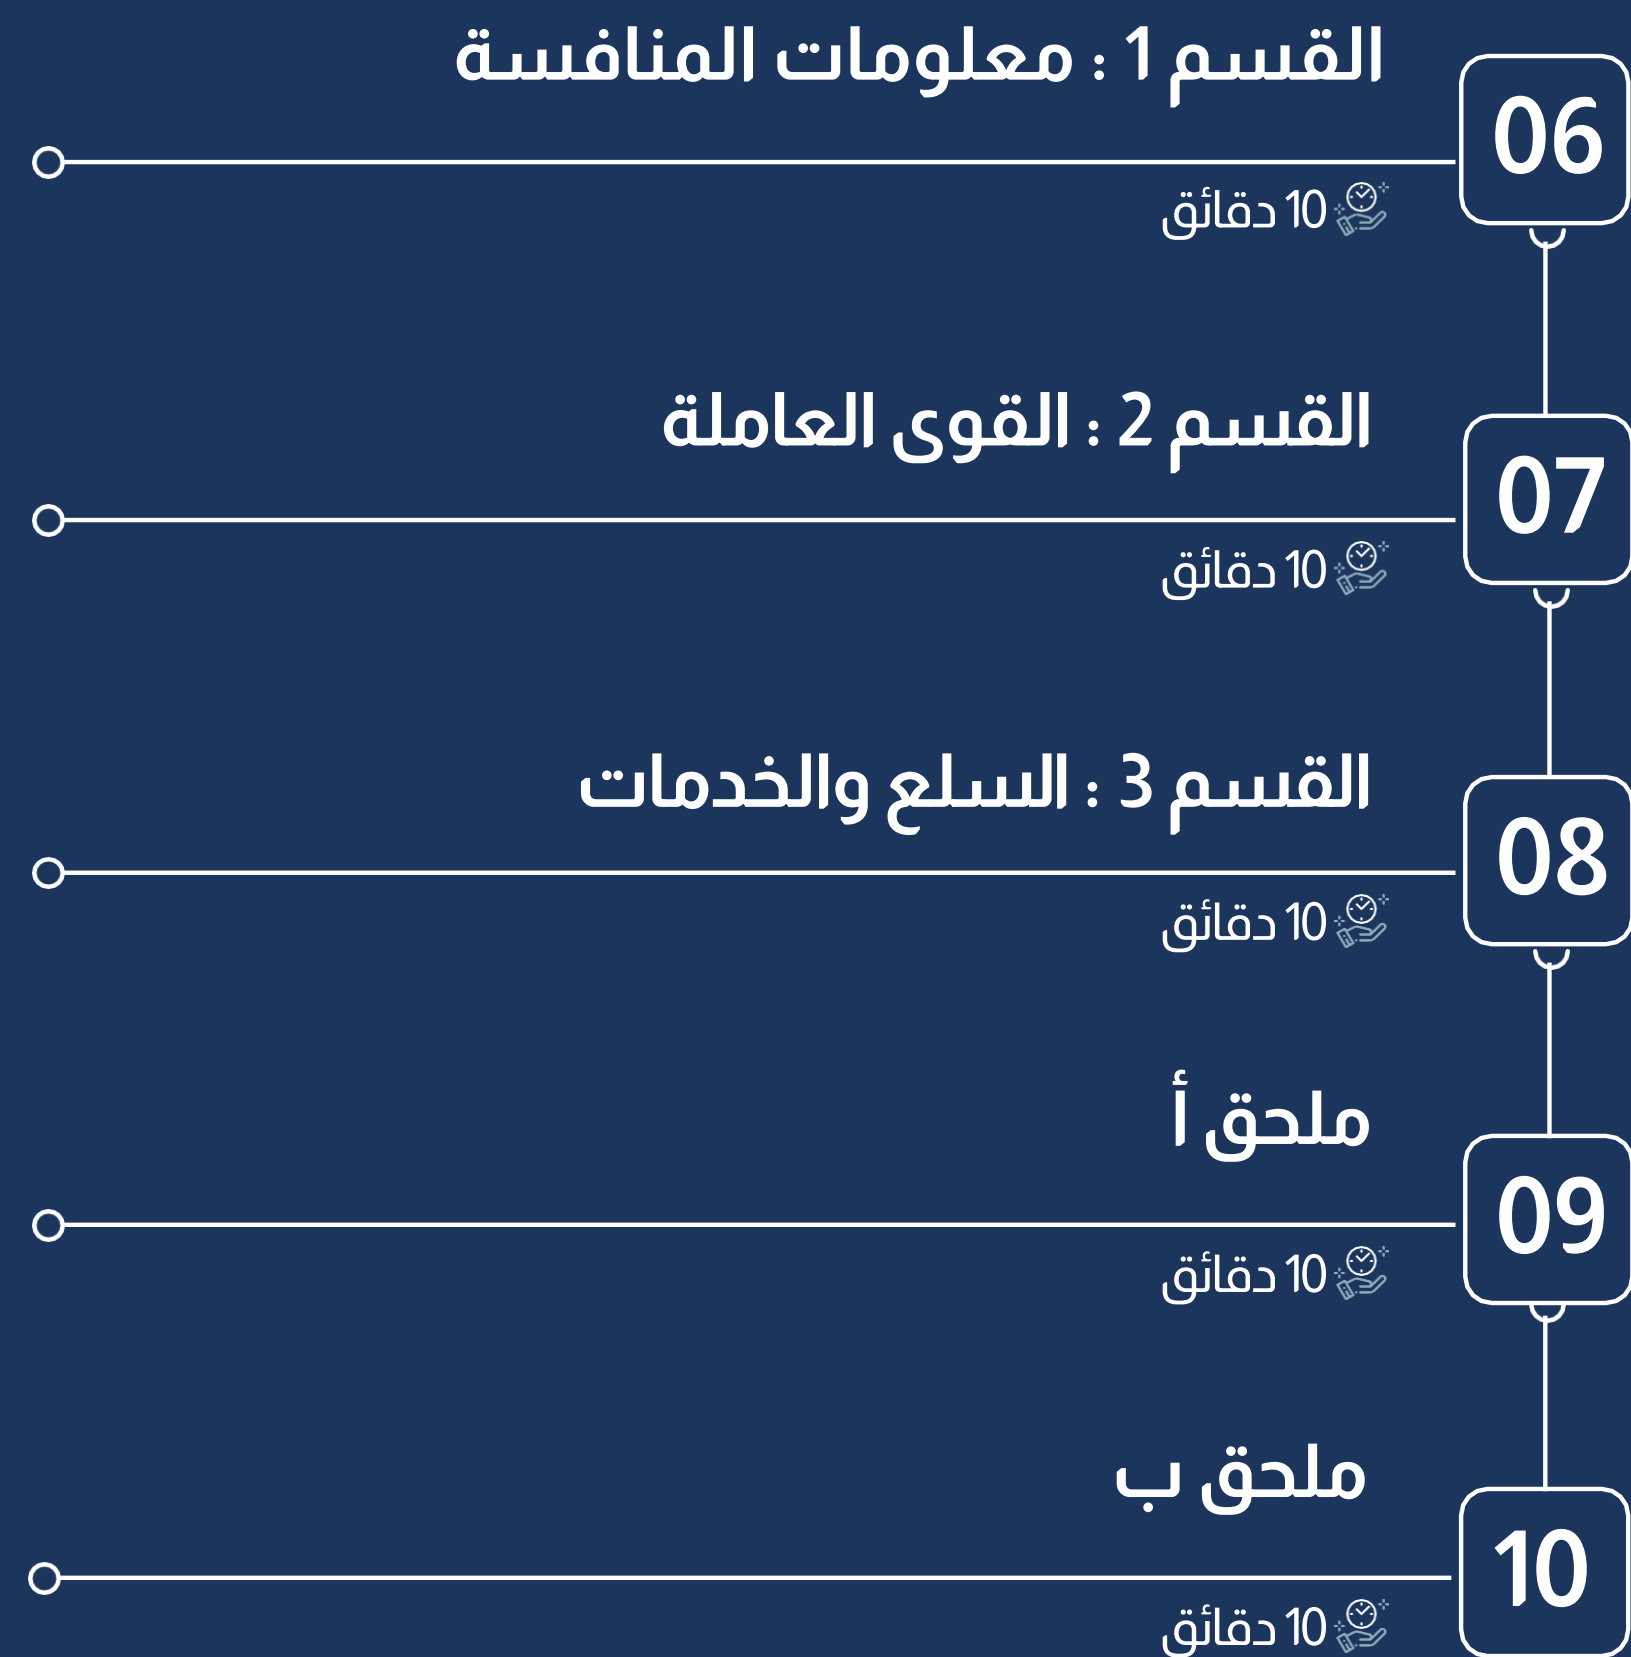 06
القسم 1 : معلومات المنافسة
10 دقائق
07
القسم 2 : القوى العاملة
10 دقائق
08
القسم 3 : السلع والخدمات
10 دقائق
09
ملحق أ
10 دقائق
10
ملحق ب
10 دقائق